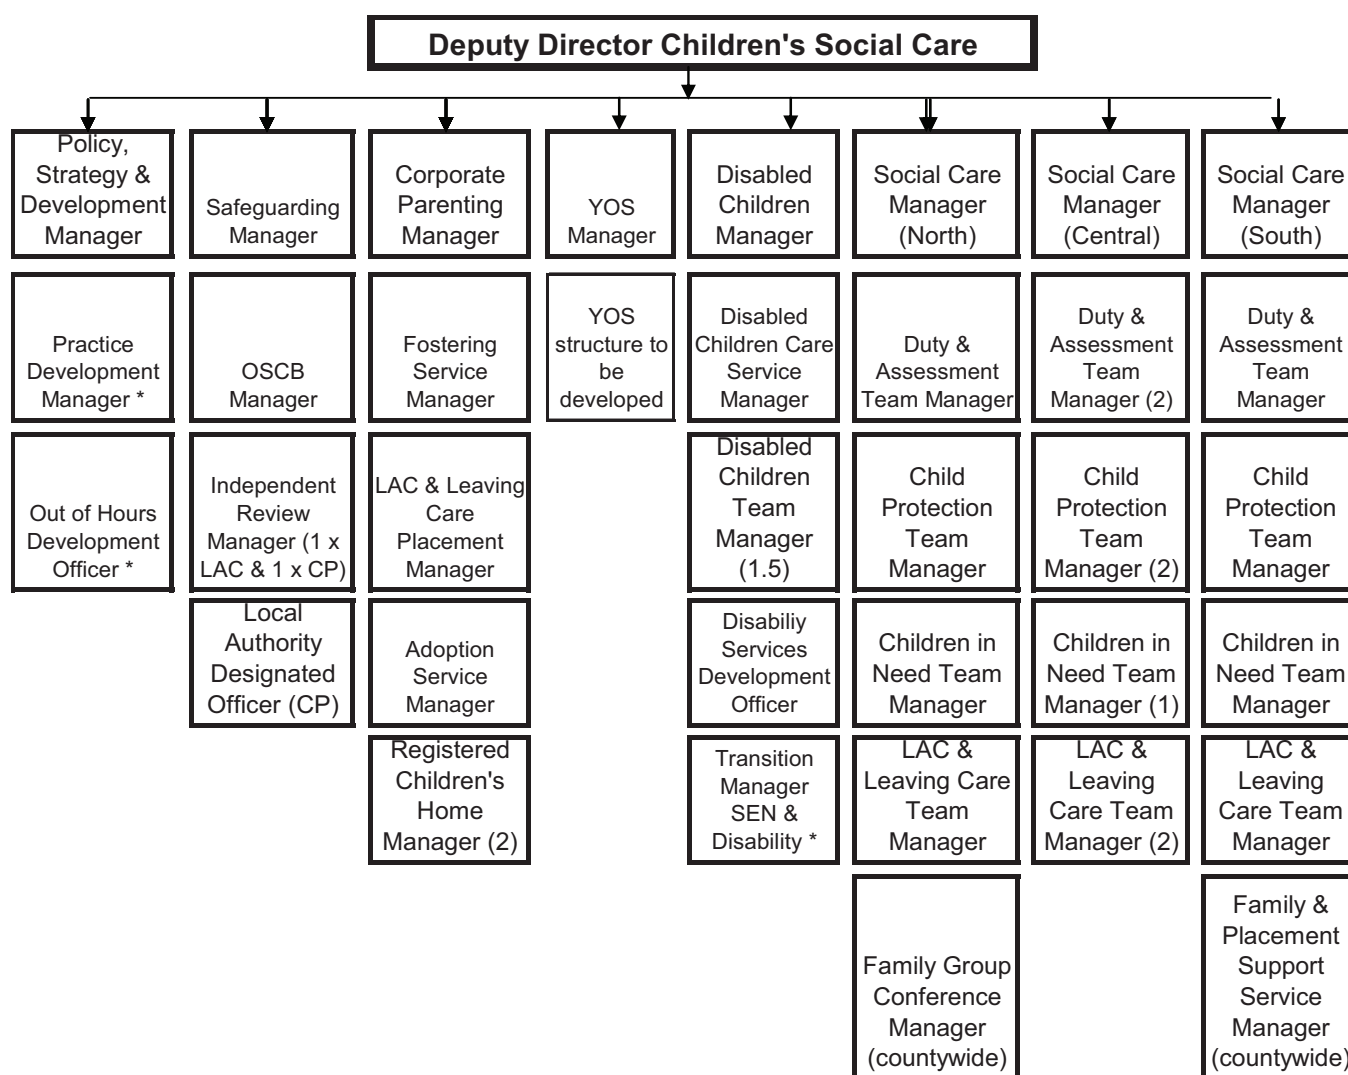 Deputy Director Children's Social Care
Policy,
Strategy &
Development
Manager
Safeguarding
Manager
Corporate
Parenting
Manager
YOS
Manager
Disabled
Children
Manager
Social Care
Manager
(North)
Social Care
Manager
(Central)
Social Care
Manager
(South)
Practice
Development
Manager *
OSCB
Manager
Fostering
Service
Manager
YOS
structure to
be
developed
Disabled
Children Care
Service
Manager
Duty &
Assessment
Team Manager
Duty &
Assessment
Team
Manager (2)
Duty &
Assessment
Team
Manager
Out of Hours
Development
Officer *
Independent
Review
Manager (1 x
LAC & 1 x CP)
LAC & Leaving
Care
Placement
Manager
Disabled
Children
Team
Manager
(1.5)
Child
Protection
Team
Manager
Child
Protection
Team
Manager (2)
Child
Protection
Team
Manager
Local
Authority
Designated
Officer (CP)
Adoption
Service
Manager
Disabiliy
Services
Development
Officer
Children in
Need Team
Manager
Children in
Need Team
Manager (1)
Children in
Need Team
Manager
Registered
Children's
Home
Manager (2)
Transition
Manager
SEN &
Disability *
LAC &
Leaving Care
Team
Manager
LAC &
Leaving
Care Team
Manager (2)
LAC &
Leaving
Care Team
Manager
Family Group
Conference
Manager
(countywide)
Family &
Placement
Support
Service
Manager
(countywide)